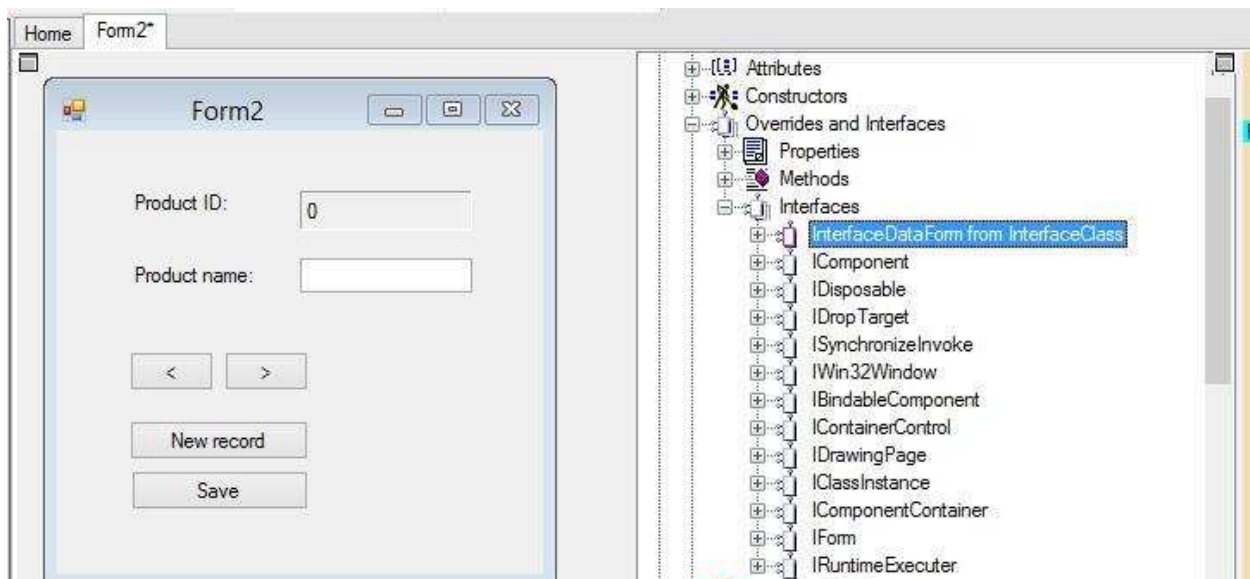 Home
Form2*
Form2
Product ID:
0
Product name:
<
>
New record
Save
Attributes
Constructors
Overrides and Interfaces
Properties
Methods
Interfaces
InterfaceDataForm from InterfaceClass
IComponent
IDisposable
IDropTarget
ISynchronizeInvoke
IWin32Window
IBindableComponent
IContainerControl
IDrawingPage
IClassInstance
IComponentContainer
IForm
IRuntimeExecuter